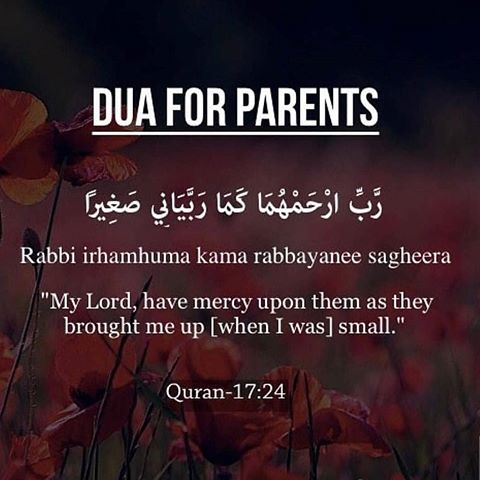 DUA FOR PARENTS
رَّبِّ ارْحَمْهُمَا كَمَا رَبَّيَانِي صَغِيرًا
Rabbi irhamhuma kama rabbayanee sagheera
"My Lord, have mercy upon them as they
brought me up [when I was] small."
Quran-17:24